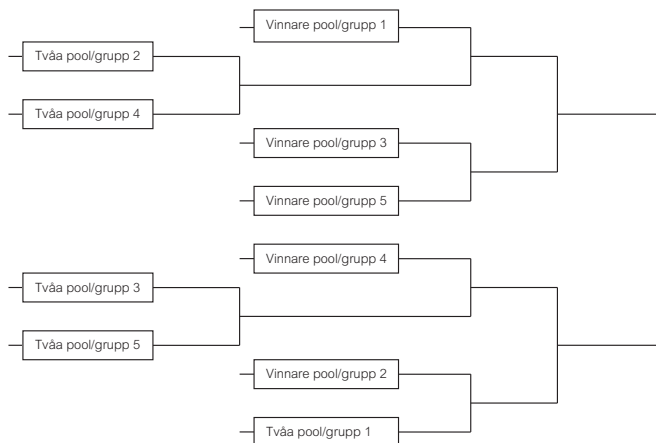 Vinnare pool/grupp 1
Tvåa pool/grupp 2
Tvåa pool/grupp 4
Vinnare pool/grupp 3
Vinnare pool/grupp 5
Vinnare pool/grupp 4
Tvåa pool/grupp 3
Tvåa pool/grupp 5
Vinnare pool/grupp 2
Tvåa pool/grupp 1